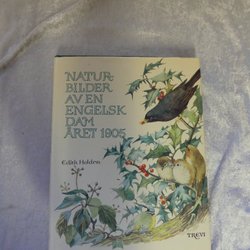 NATUR-
BILDER
AV EN
ENGELSK
DAM
ÅRET 1905
Edith Holden
TREVI